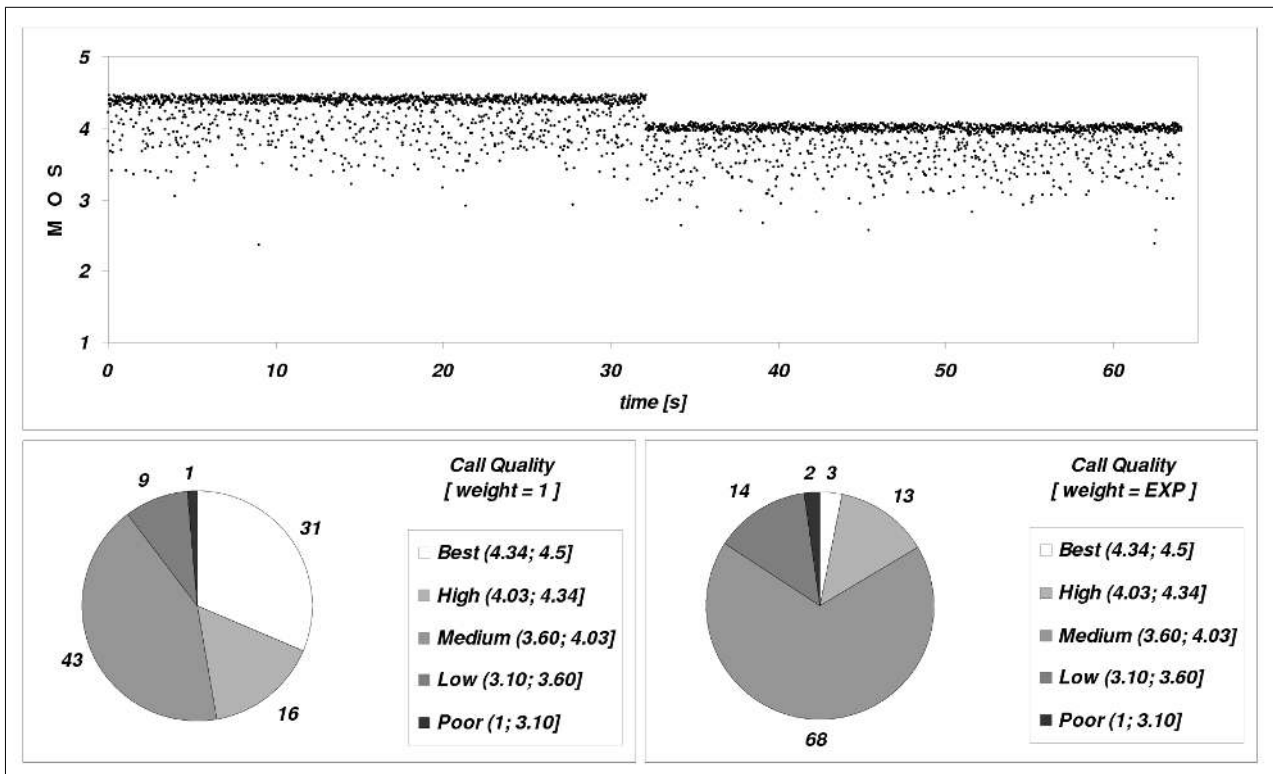 5
4
3
2
1
M O S
0 10 20 30 40 50 60
time [s]
Call Quality
[ weight = 1 ]
9
1
31
43
16
Best (4.34; 4.5]
High (4.03; 4.34]
Medium (3.60; 4.03]
Low (3.10; 3.60]
Poor (1; 3.10]
Call Quality
[ weight = EXP ]
2
3
14
13
68
Best (4.34; 4.5]
High (4.03; 4.34]
Medium (3.60; 4.03]
Low (3.10; 3.60]
Poor (1; 3.10]